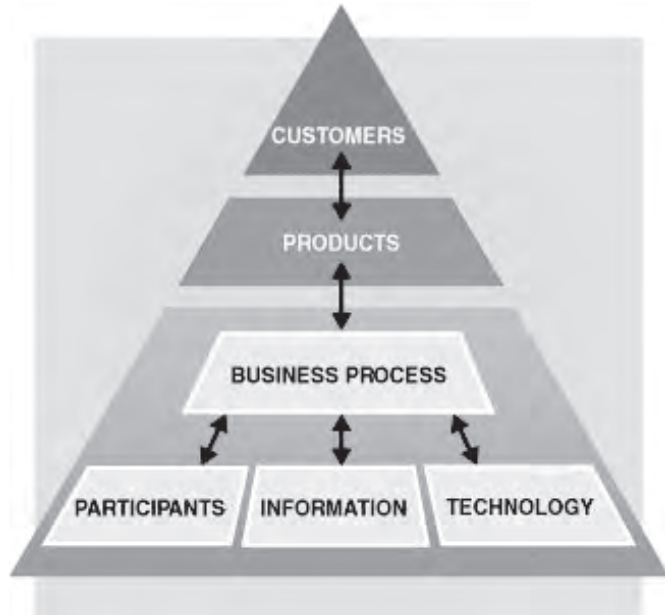 CUSTOMERS
PRODUCTS
BUSINESS PROCESS
PARTICIPANTS
INFORMATION
TECHNOLOGY